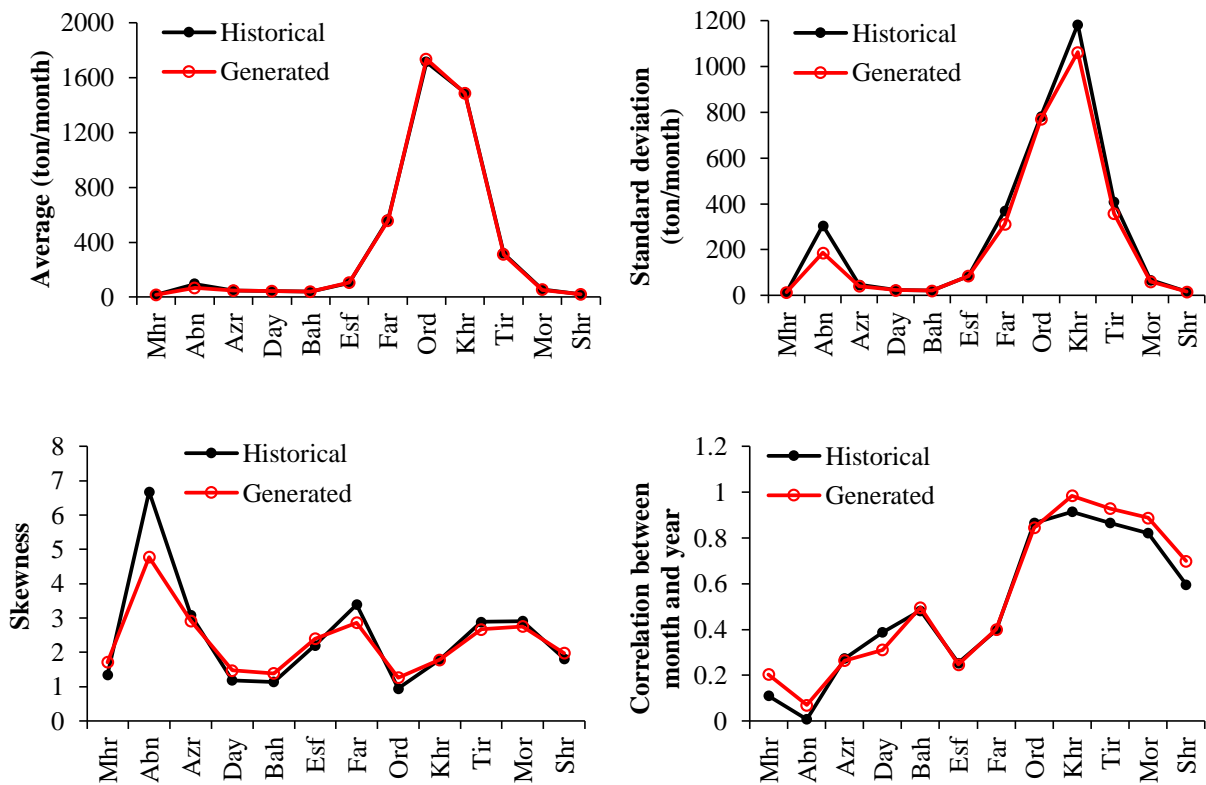 Average (ton/month)
2000
1600
1200
800
400
0
Historical
Generated
Mhr Abn Azr Day Bah Esf Far Ord Khr Tir Mor Shr
Standard deviation
(ton/month)
1200
1000
800
600
400
200
0
Historical
Generated
Mhr Abn Azr Day Bah Esf Far Ord Khr Tir Mor Shr
Skewness
8
7
6
5
4
3
2
1
0
Historical
Generated
Mhr Abn Azr Day Bah Esf Far Ord Khr Tir Mor Shr
Correlation between
month and year
1.2
1
0.8
0.6
0.4
0.2
0
Historical
Generated
Mhr Abn Azr Day Bah Esf Far Ord Khr Tir Mor Shr